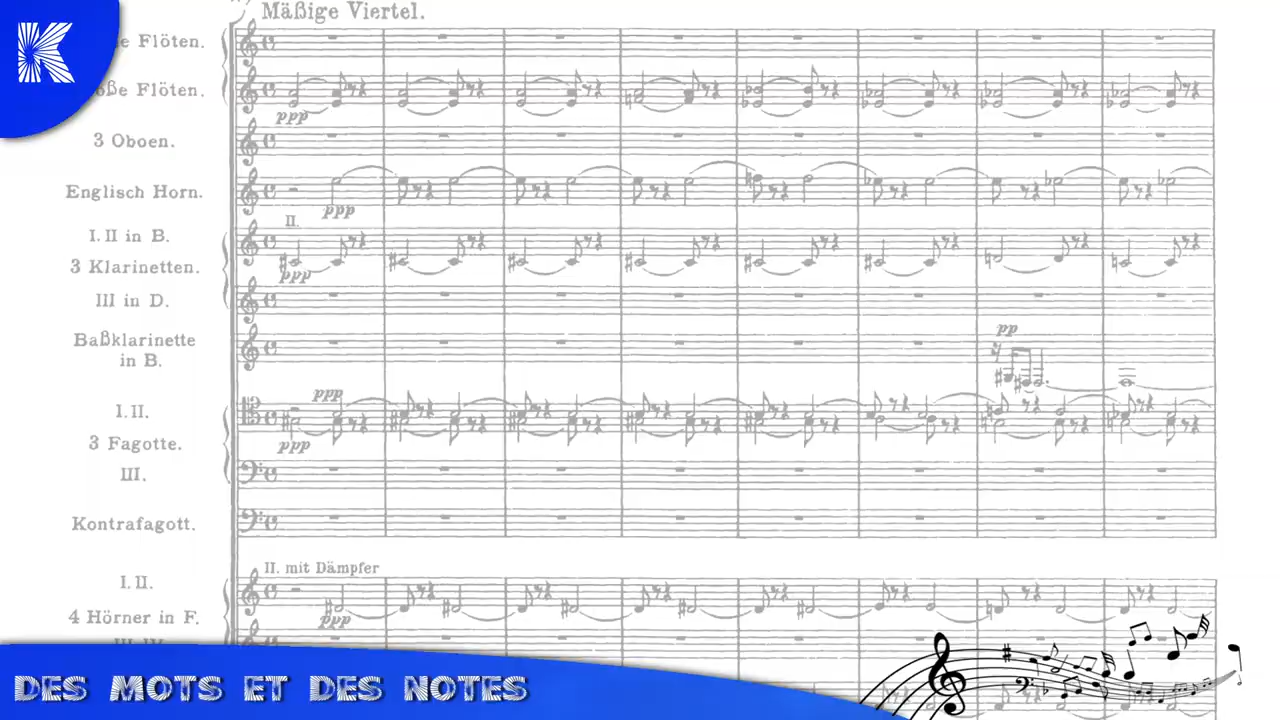 Mäßige Viertel.
K
Flöten.
Flöten.
ppp
3 Oboen.
Englisch Horn.
ppp
II.
I. II in B.
3 Klarinetten.
ppp
III in D.
Baßklarinette
in B.
pp
ppp
I. II.
3 Fagotte.
ppp
III.
Kontrafagott.
II. mit Dämpfer
I. II.
4 Hörner in F.
ppp
DES MOTS ET DES NOTES